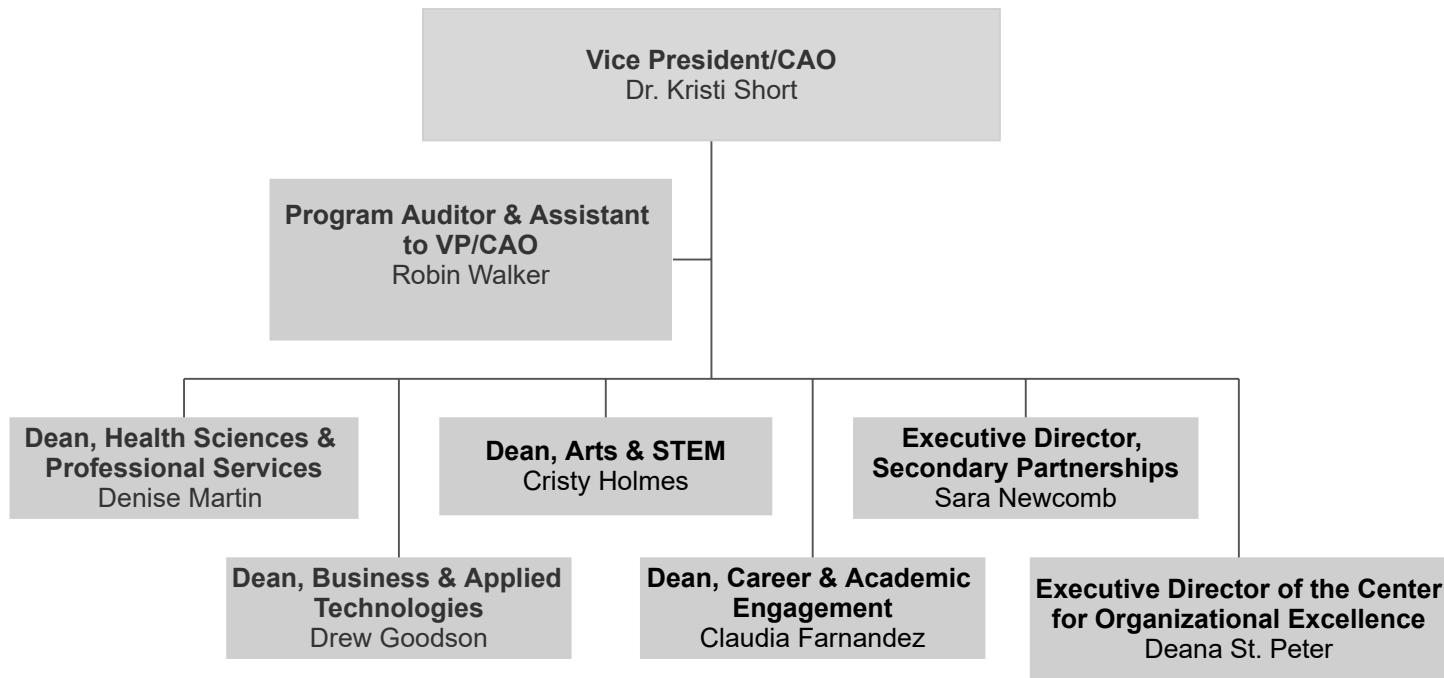 Vice President/CAO
Dr. Kristi Short
Program Auditor & Assistant
to VP/CAO
Robin Walker
Dean, Health Sciences &
Professional Services
Denise Martin
Dean, Arts & STEM
Cristy Holmes
Executive Director,
Secondary Partnerships
Sara Newcomb
Dean, Business & Applied
Technologies
Drew Goodson
Dean, Career & Academic
Engagement
Claudia Farnandez
Executive Director of the Center
for Organizational Excellence
Deana St. Peter